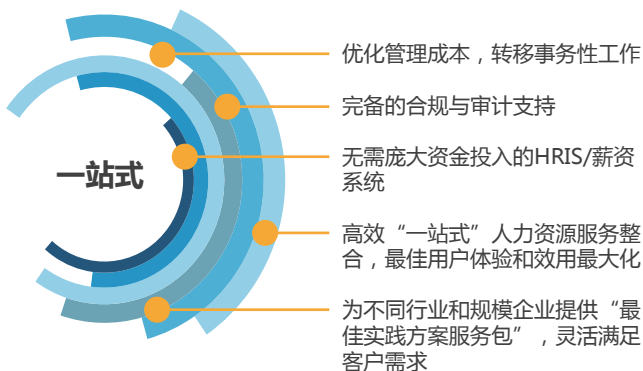 优化管理成本，转移事务性工作
完备的合规与审计支持
无需庞大资金投入的HRIS/薪资
系统
一站式
高效“一站式”人力资源服务整
合，最佳用户体验和效用最大化
为不同行业和规模企业提供“最
佳实践方案服务包”，灵活满足
客户需求